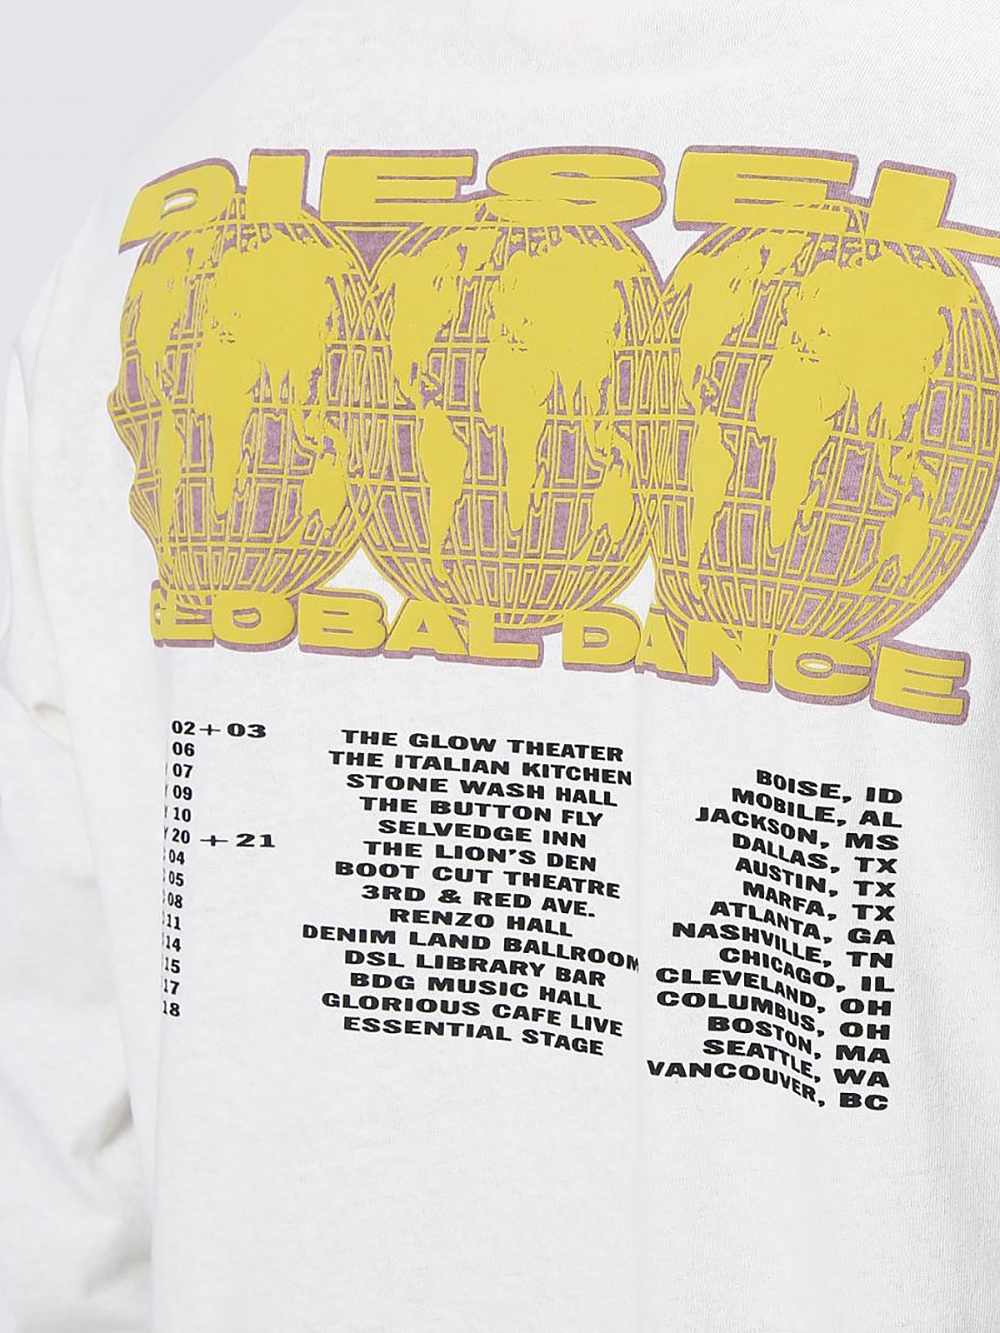 DIESEL
GLOBAL DANCE
02+03 THE GLOW THEATER BOISE, ID
06 THE ITALIAN KITCHEN MOBILE, AL
07 STONE WASH HALL JACKSON, MS
09 THE BUTTON FLY DALLAS, TX
10 SELVEDGE INN AUSTIN, TX
20 +21 THE LION'S DEN MARFA, TX
04 BOOT CUT THEATRE ATLANTA, GA
05 3RD & RED AVE. NASHVILLE, TN
08 RENZO HALL CHICAGO, IL
11 DENIM LAND BALLROOM CLEVELAND, OH
14 DSL LIBRARY BAR COLUMBUS, OH
15 BDG MUSIC HALL BOSTON, MA
17 GLORIOUS CAFE LIVE SEATTLE, WA
18 ESSENTIAL STAGE VANCOUVER, BC